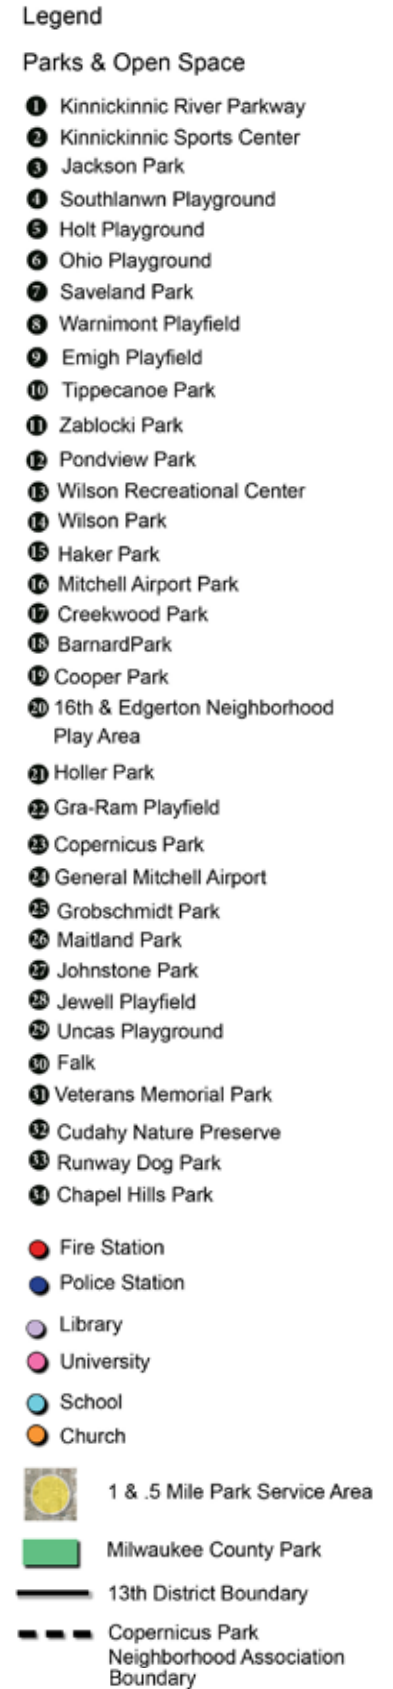 Legend
Parks & Open Space
1 Kinnickinnic River Parkway
2 Kinnickinnic Sports Center
3 Jackson Park
4 Southlanwn Playground
5 Holt Playground
6 Ohio Playground
7 Saveland Park
8 Warnimont Playfield
9 Emigh Playfield
10 Tippecanoe Park
11 Zablocki Park
12 Pondview Park
13 Wilson Recreational Center
14 Wilson Park
15 Haker Park
16 Mitchell Airport Park
17 Creekwood Park
18 BarnardPark
19 Cooper Park
20 16th & Edgerton Neighborhood
Play Area
21 Holler Park
22 Gra-Ram Playfield
23 Copernicus Park
24 General Mitchell Airport
25 Grobschmidt Park
26 Maitland Park
27 Johnstone Park
28 Jewell Playfield
29 Uncas Playground
30 Falk
31 Veterans Memorial Park
32 Cudahy Nature Preserve
33 Runway Dog Park
34 Chapel Hills Park
Fire Station
Police Station
Library
University
School
Church
1 & .5 Mile Park Service Area
Milwaukee County Park
13th District Boundary
Copernicus Park
Neighborhood Association
Boundary